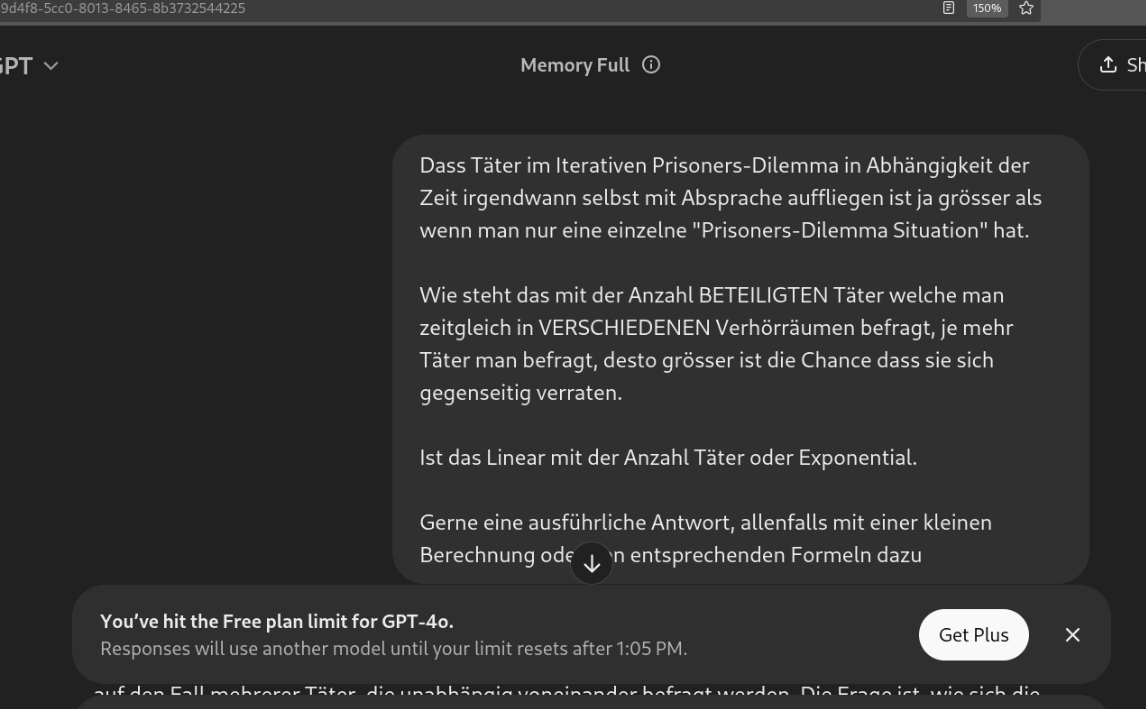 9d4f8-5cc0-8013-8465-8b3732544225
150%
GPT
Memory Full
Sh
Dass Täter im Iterativen Prisoners-Dilemma in Abhängigkeit der
Zeit irgendwann selbst mit Absprache auffliegen ist ja grösser als
wenn man nur eine einzelne "Prisoners-Dilemma Situation" hat.
Wie steht das mit der Anzahl BETEILIGTEN Täter welche man
zeitgleich in VERSCHIEDENEN Verhörräumen befragt, je mehr
Täter man befragt, desto grösser ist die Chance dass sie sich
gegenseitig verraten.
Ist das Linear mit der Anzahl Täter oder Exponential.
Gerne eine ausführliche Antwort, allenfalls mit einer kleinen
Berechnung ode n entsprechenden Formeln dazu
You've hit the Free plan limit for GPT-4o.
Responses will use another model until your limit resets after 1:05 PM.
Get Plus
auf den Fall mehrerer Täter, die unabhängig voneinander befragt werden. Die Frage ist, wie sich die